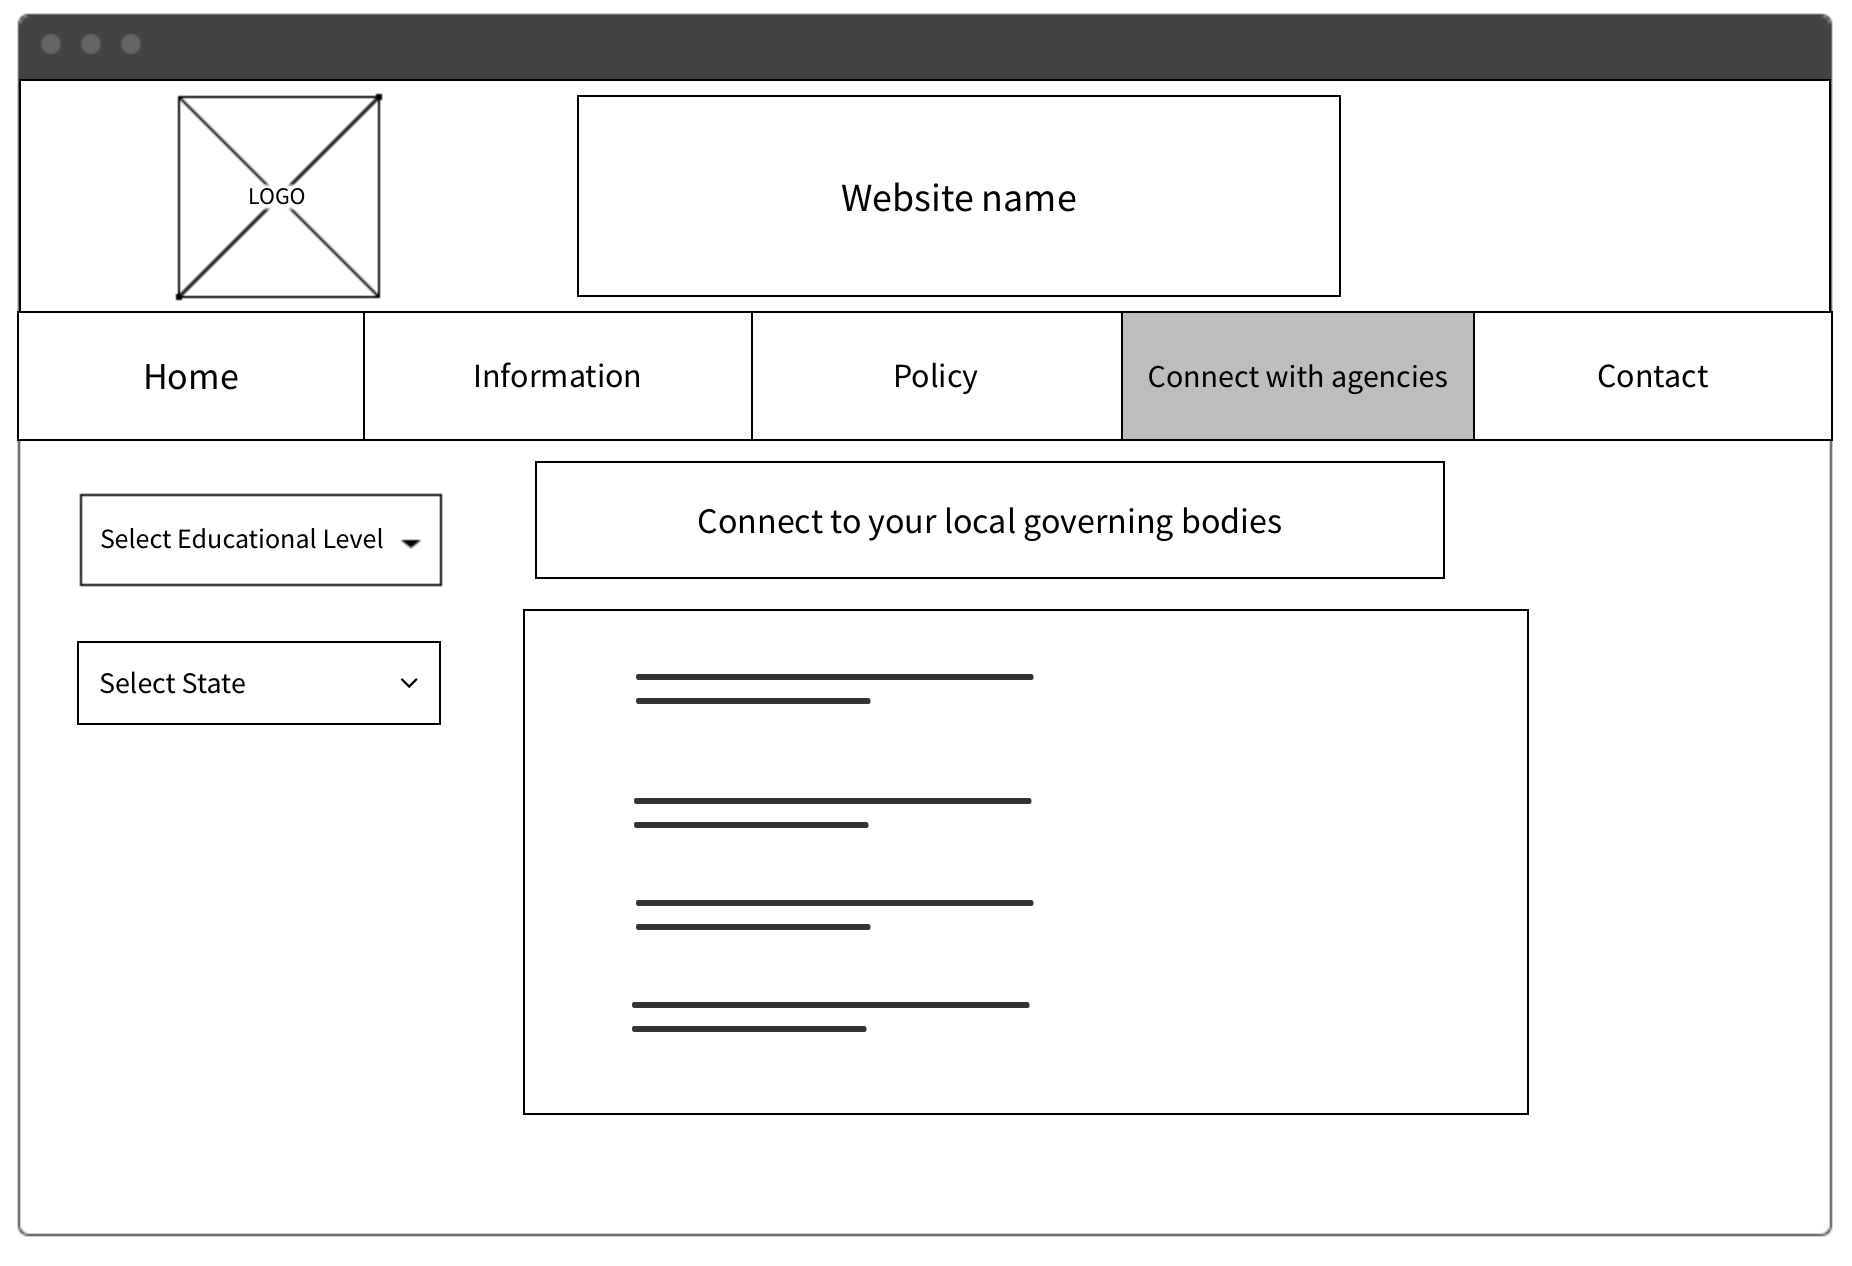 LOGO
Website name
Home
Information
Policy
Connect with agencies
Contact
Select Educational Level
Connect to your local governing bodies
Select State